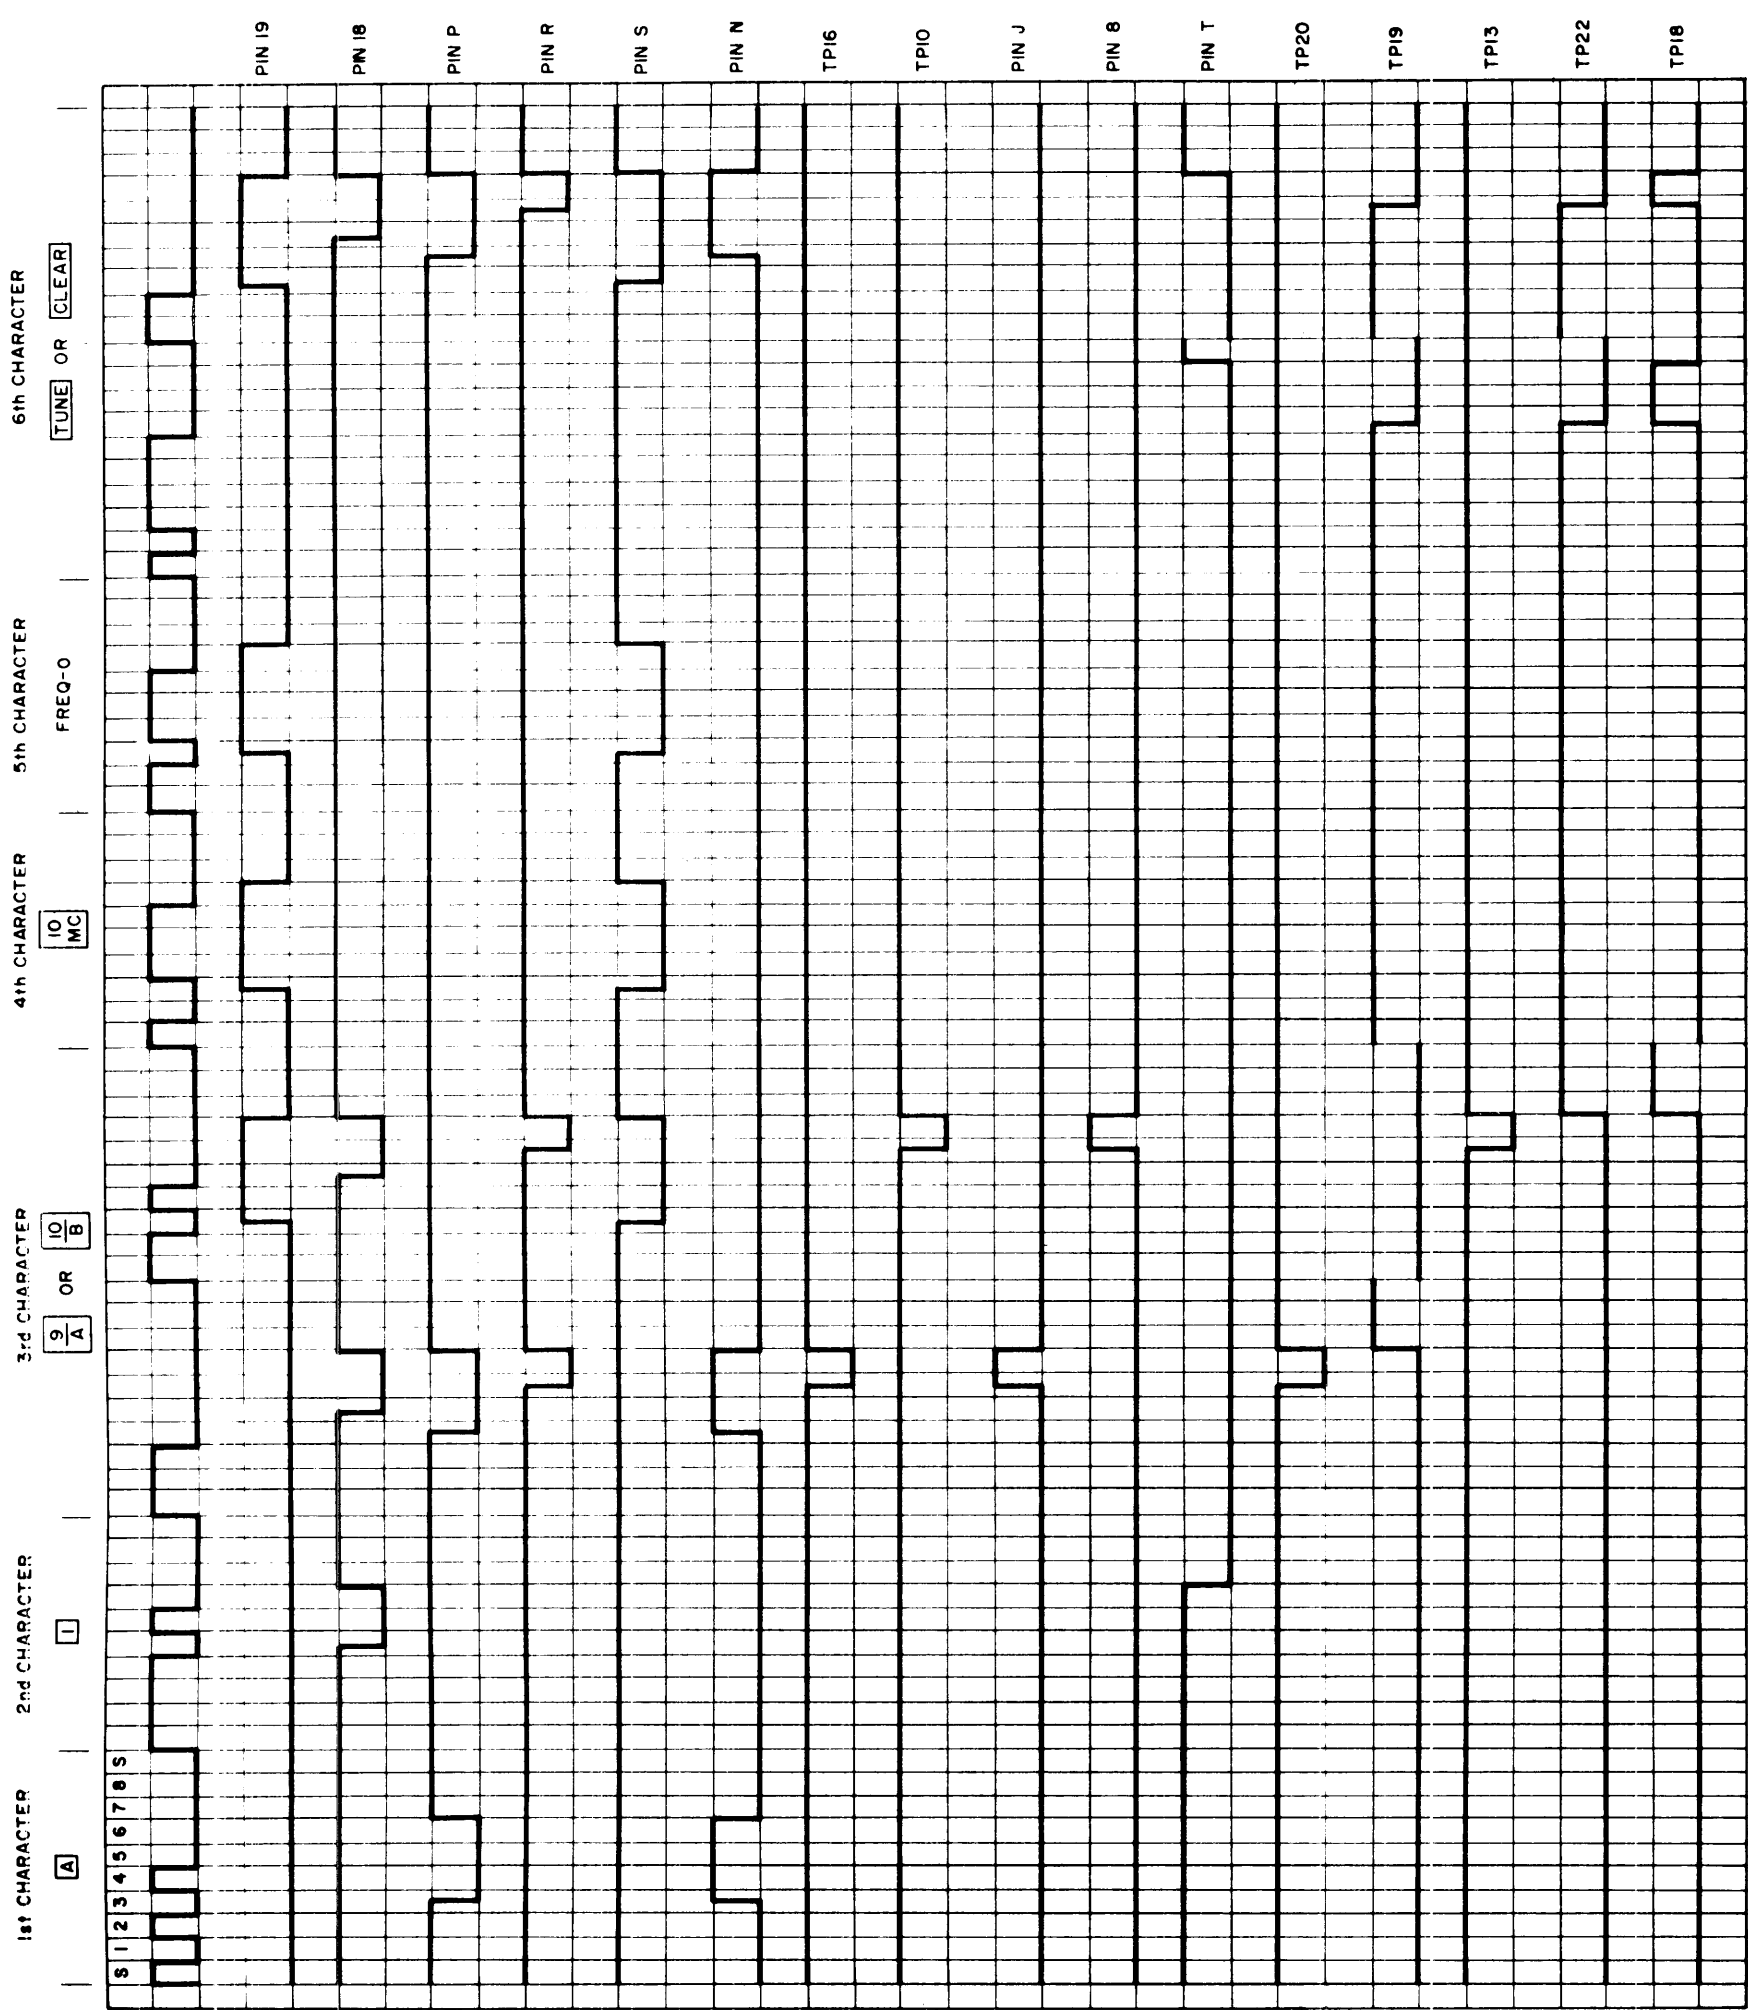 1st CHARACTER
A
S 1 2 3 4 5 6 7 8 S
2nd CHARACTER
1
3rd CHARACTER
9/A OR 10/B
4th CHARACTER
10
MC
5th CHARACTER
FREQ-0
6th CHARACTER
TUNE OR CLEAR
PIN 19
PIN 18
PIN P
PIN R
PIN S
PIN N
TP16
TP10
PIN J
PIN 8
PIN T
TP20
TP19
TP13
TP22
TP18